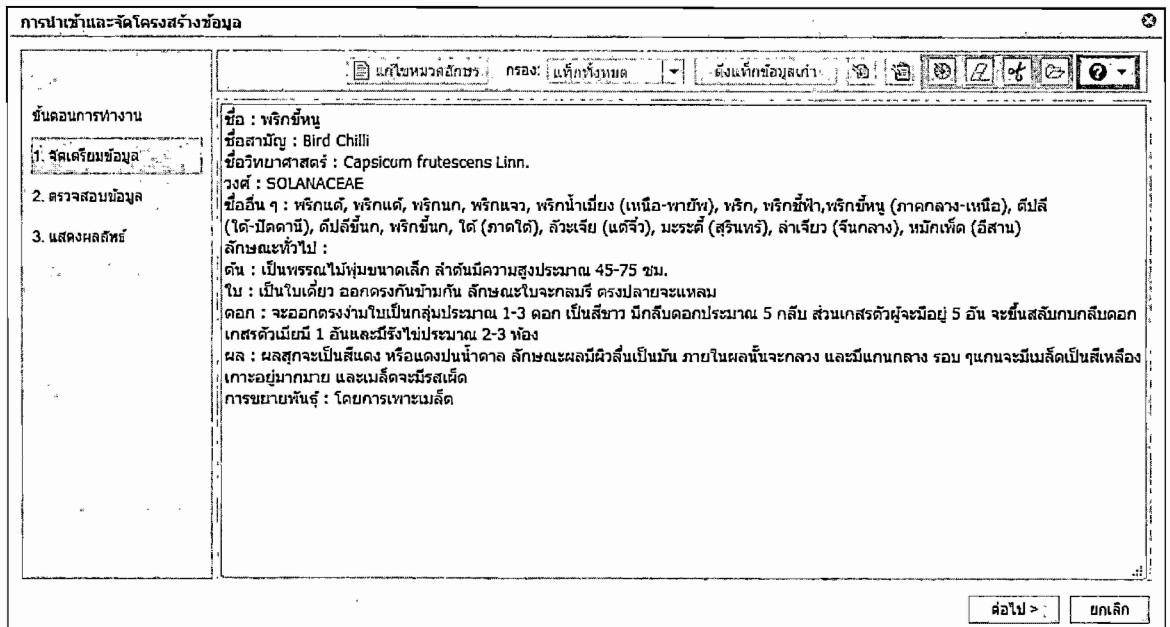 การนำเข้าและจัดโครงสร้างข้อมูล
แก้ไขหมวดอักษร กรอง: แท็กทั้งหมด ดึงแท็กข้อมูลเก่า
ขั้นตอนการทำงาน
1. จัดเตรียมข้อมูล
2. ตรวจสอบข้อมูล
3. แสดงผลลัพธ์
ชื่อ : พริกขี้หนู
ชื่อสามัญ : Bird Chilli
ชื่อวิทยาศาสตร์ : Capsicum frutescens Linn.
วงศ์ : SOLANACEAE
ชื่ออื่น ๆ : พริกแด้, พริกแด้, พริกนก, พริกแจว, พริกน้ำเมี่ยง (เหนือ-พายัพ), พริก, พริกชี้ฟ้า,พริกขี้หนู (ภาคกลาง-เหนือ), ดีปลี
(ใต้-ปัตตานี), ดีปลีขี้นก, พริกขี้นก, ใต้ (ภาคใต้), ลัวะเจีย (แต้จิ๋ว), มะระตี้ (สุรินทร์), ล่าเจียว (จีนกลาง), หมักเพ็ด (อีสาน)
ลักษณะทั่วไป :
ต้น : เป็นพรรณไม้พุ่มขนาดเล็ก ลำต้นมีความสูงประมาณ 45-75 ซม.
ใบ : เป็นใบเดี่ยว ออกตรงกันข้ามกัน ลักษณะใบจะกลมรี ตรงปลายจะแหลม
ดอก : จะออกตรงง่ามใบเป็นกลุ่มประมาณ 1-3 ดอก เป็นสีขาว มีกลีบดอกประมาณ 5 กลีบ ส่วนเกสรตัวผู้จะมีอยู่ 5 อัน จะขึ้นสลับกบกลีบดอก
เกสรตัวเมียมี 1 อันและมีรังไข่ประมาณ 2-3 ห้อง
ผล : ผลสุกจะเป็นสีแดง หรือแดงปนน้ำตาล ลักษณะผลมีผิวลื่นเป็นมัน ภายในผลนั้นจะกลวง และมีแกนกลาง รอบ ๆแกนจะมีเมล็ดเป็นสีเหลือง
เกาะอยู่มากมาย และเมล็ดจะมีรสเผ็ด
การขยายพันธุ์ : โดยการเพาะเมล็ด
ต่อไป > ยกเลิก